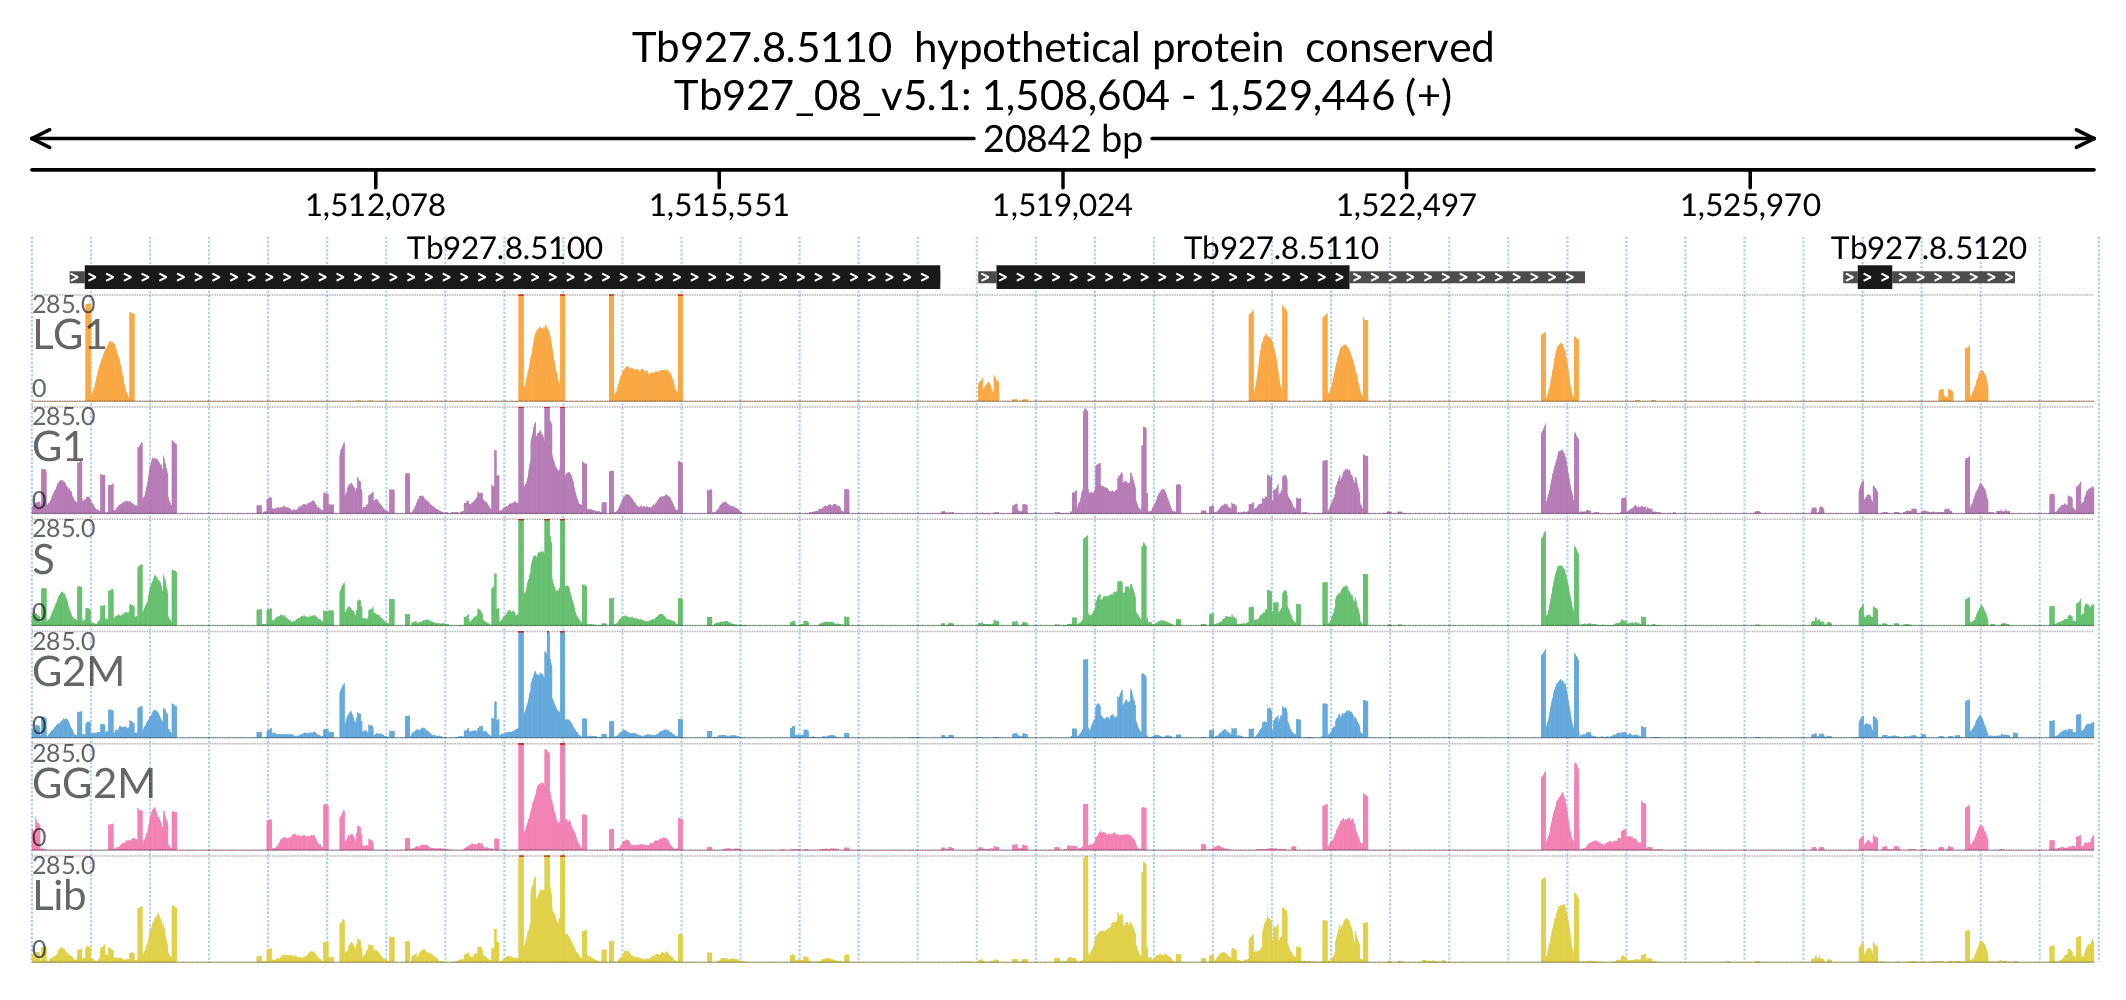 Tb927.8.5110  hypothetical protein  conserved
Tb927_08_v5.1: 1,508,604 - 1,529,446 (+)
20842 bp
1,512,078 1,515,551 1,519,024 1,522,497 1,525,970
Tb927.8.5100 Tb927.8.5110 Tb927.8.5120
285.0
LG1
0
285.0
G1
0
285.0
S
0
285.0
G2M
0
285.0
GG2M
0
285.0
Lib
0